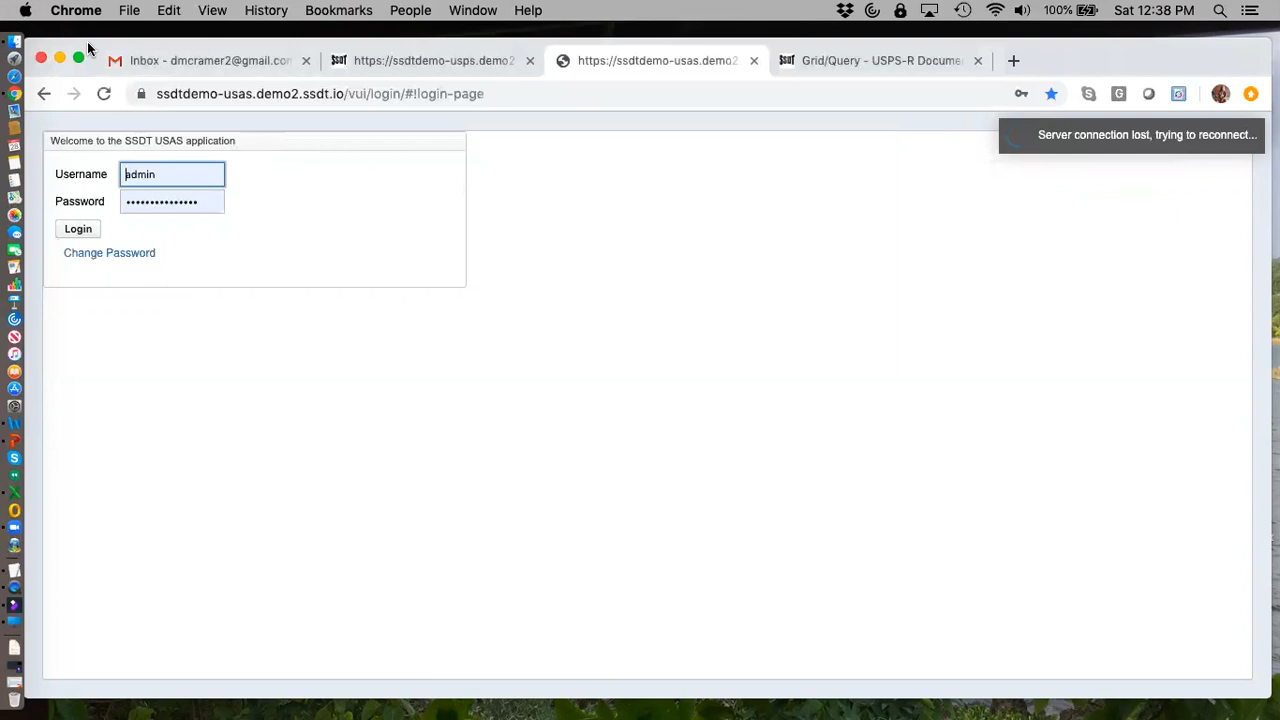 Chrome File Edit View History Bookmarks People Window Help 100% Sat 12:38 PM
Inbox - dmcramer2@gmail.con https://ssdtdemo-usps.demo2 https://ssdtdemo-usas.demo2 Grid/Query - USPS-R Docume
ssdtdemo-usas.demo2.ssdt.io/vui/login/#!login-page
Server connection lost, trying to reconnect...
Welcome to the SSDT USAS application
Username admin
Password
Login
Change Password